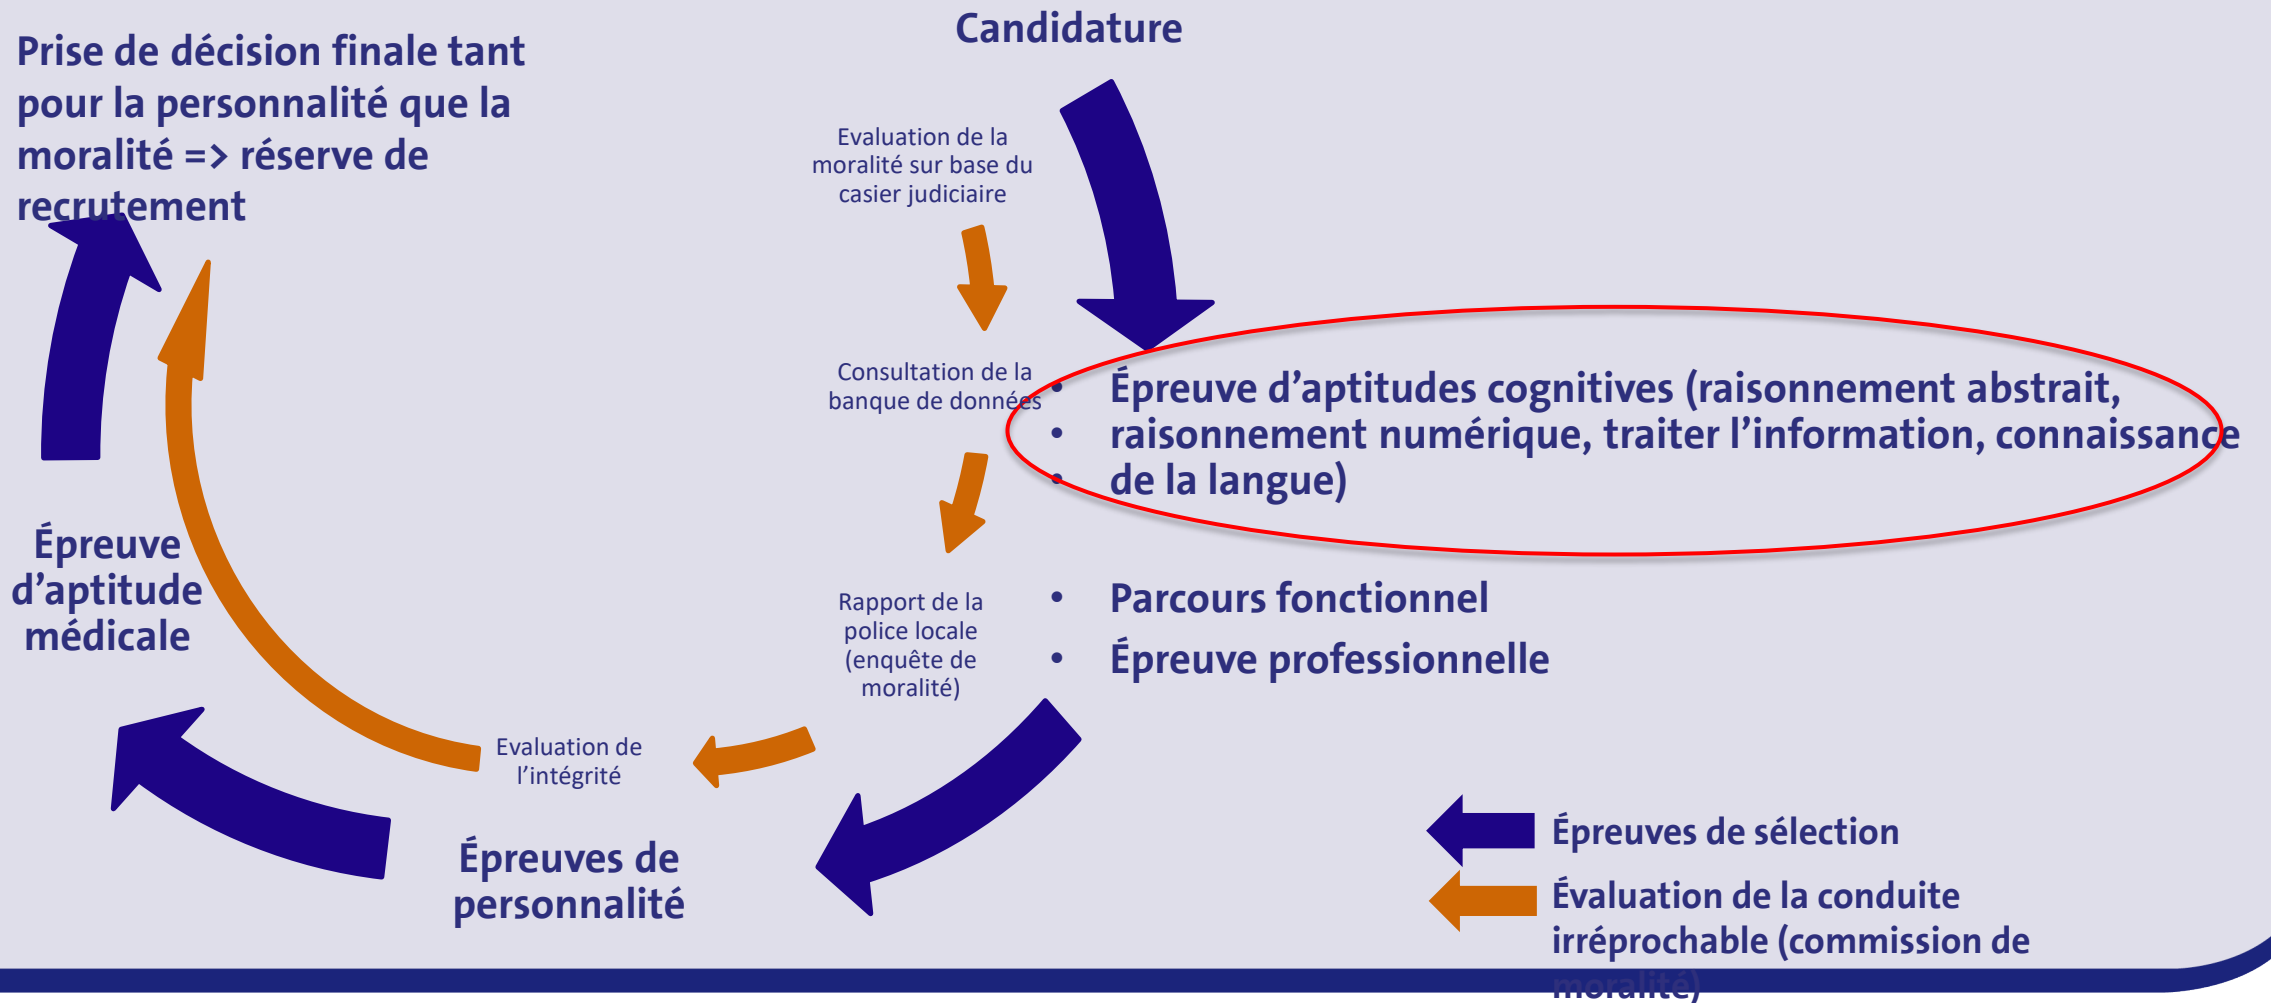 Candidature
Prise de décision finale tant
pour la personnalité que la
moralité => réserve de
recrutement
Evaluation de la
moralité sur base du
casier judiciaire
Consultation de la
banque de données
• Épreuve d’aptitudes cognitives (raisonnement abstrait,
• raisonnement numérique, traiter l’information, connaissance
• de la langue)
Rapport de la
police locale
(enquête de
moralité)
• Parcours fonctionnel
• Épreuve professionnelle
Épreuve
d’aptitude
médicale
Evaluation de
l’intégrité
Épreuves de
personnalité
Épreuves de sélection
Évaluation de la conduite
irréprochable (commission de
moralité)